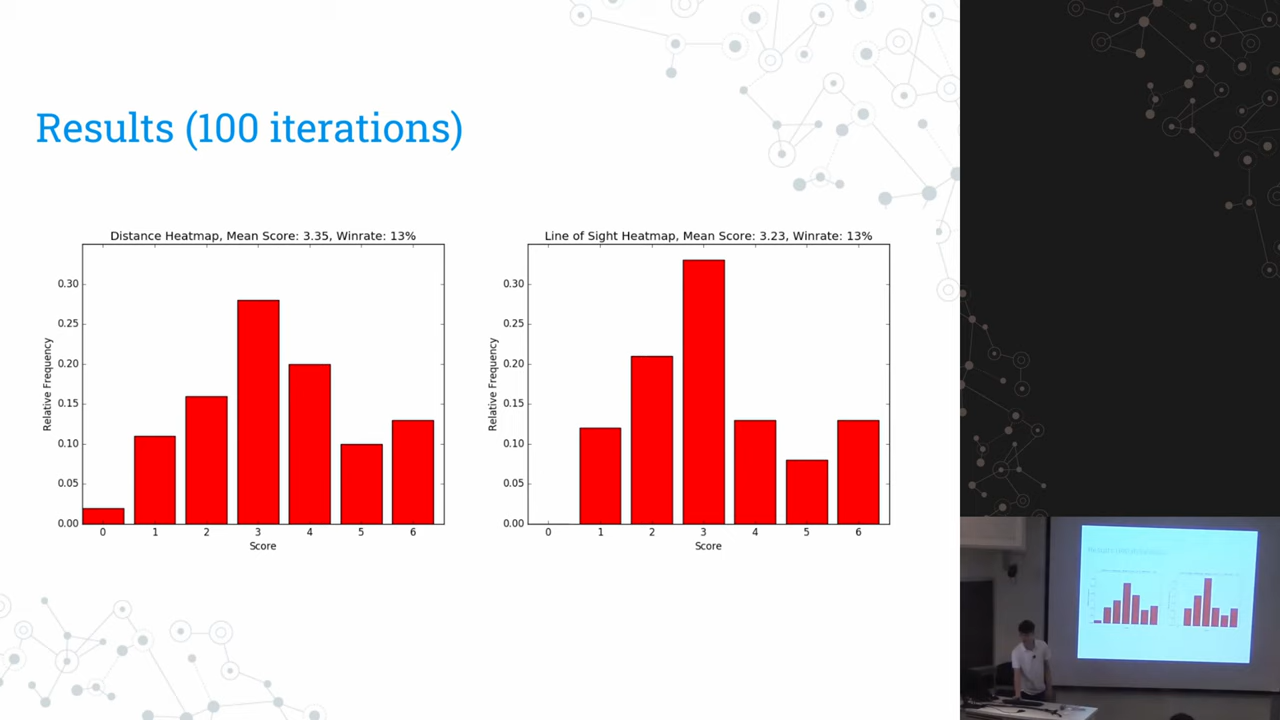 Results (100 iterations)
Distance Heatmap, Mean Score: 3.35, Winrate: 13%
Relative Frequency
0.30
0.25
0.20
0.15
0.10
0.05
0.00
0 1 2 3 4 5 6
Score
Line of Sight Heatmap, Mean Score: 3.23, Winrate: 13%
Relative Frequency
0.30
0.25
0.20
0.15
0.10
0.05
0.00
0 1 2 3 4 5 6
Score